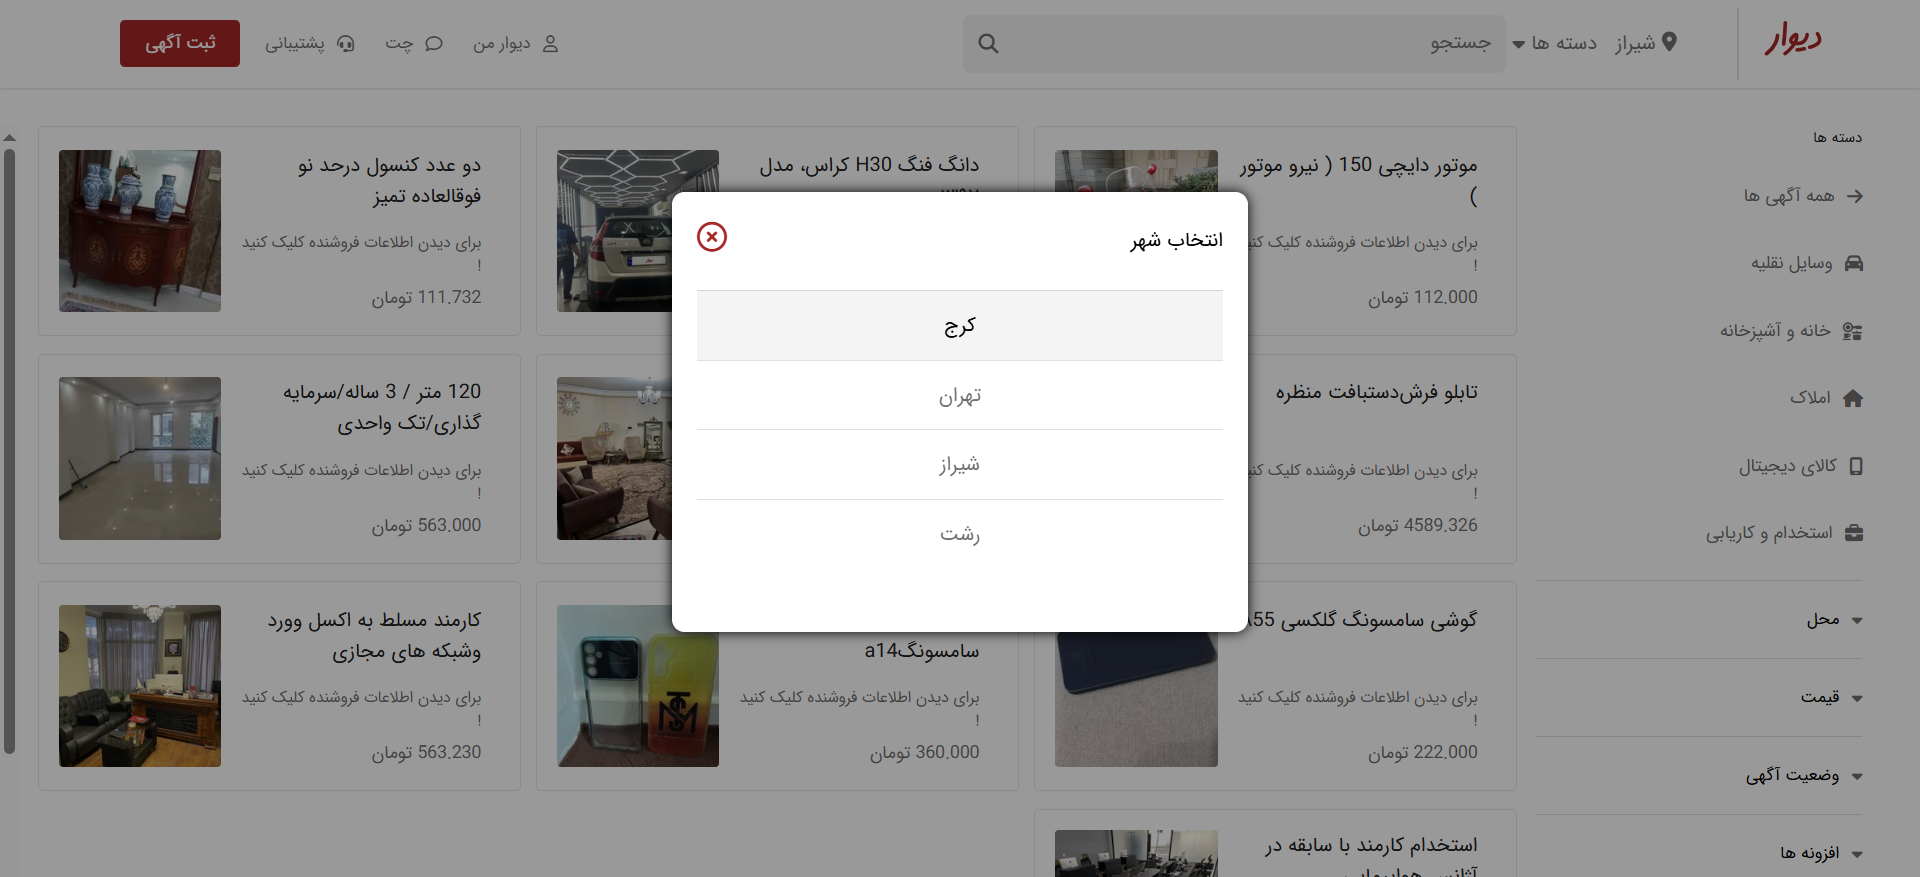 دیوار
شیراز
دسته ها
جستجو
دیوار من
چت
پشتیبانی
ثبت آگهی
دسته ها
همه آگهی ها
وسایل نقلیه
خانه و آشپزخانه
املاک
کالای دیجیتال
استخدام و کاریابی
محل
قیمت
وضعیت آگهی
افزونه ها
انتخاب شهر
کرج
تهران
شیراز
رشت
موتور دایچی 150 ( نیرو موتور
)
برای دیدن اطلاعات فروشنده کلیک
!
112.000 تومان
دانگ فنگ H30 کراس، مدل
دو عدد کنسول درحد نو
فوقالعاده تمیز
برای دیدن اطلاعات فروشنده کلیک کنید
!
111.732 تومان
تابلو فرش‌دستبافت منظره
برای دیدن اطلاعات فروشنده کلیک
!
4589.326 تومان
120 متر / 3 ساله/سرمایه
گذاری/تک واحدی
برای دیدن اطلاعات فروشنده کلیک کنید
!
563.000 تومان
گوشی سامسونگ گلکسی A55
برای دیدن اطلاعات فروشنده کلیک کنید
!
222.000 تومان
سامسونگa14
برای دیدن اطلاعات فروشنده کلیک کنید
!
360.000 تومان
کارمند مسلط به اکسل وورد
وشبکه های مجازی
برای دیدن اطلاعات فروشنده کلیک کنید
!
563.230 تومان
استخدام کارمند با سابقه در